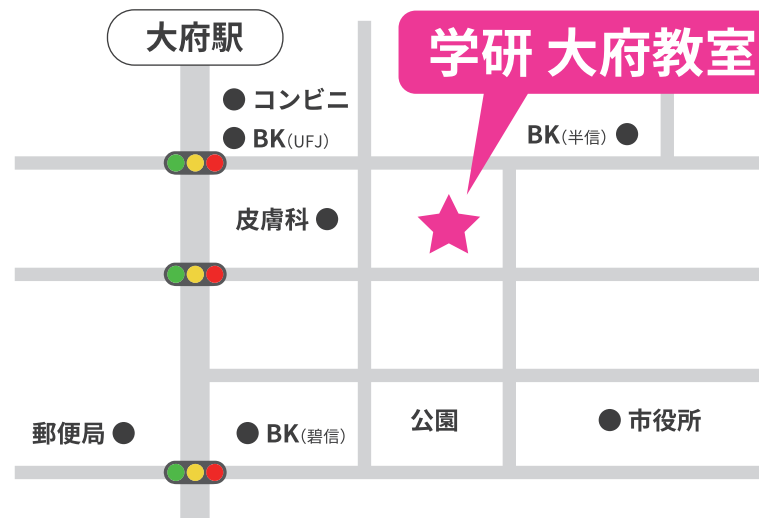 大府駅
学研 大府教室
コンビニ
BK(UFJ)
BK(半信)
皮膚科
郵便局
BK(碧信)
公園
市役所